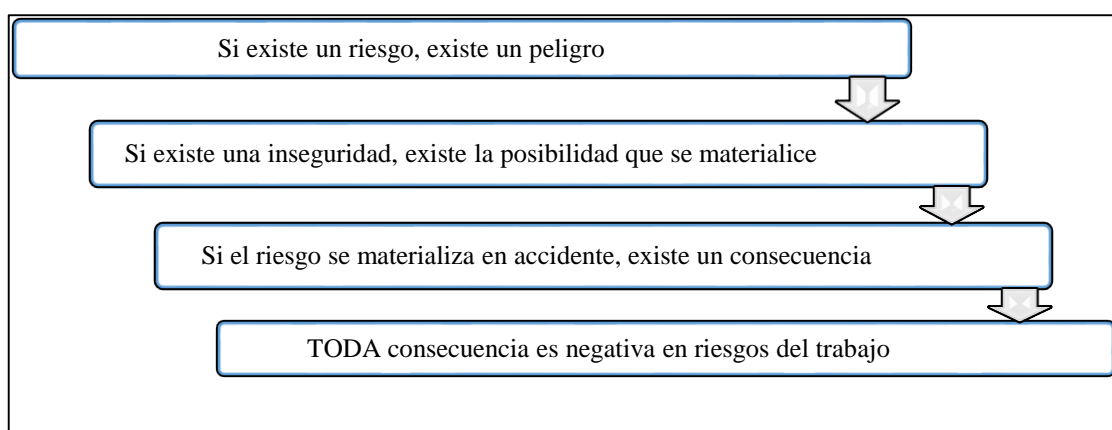 Si existe un riesgo, existe un peligro
Si existe una inseguridad, existe la posibilidad que se materialice
Si el riesgo se materializa en accidente, existe un consecuencia
TODA consecuencia es negativa en riesgos del trabajo